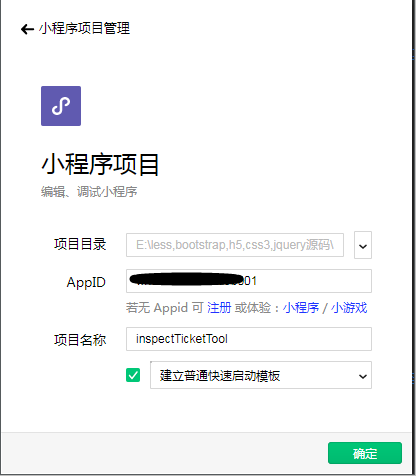 小程序项目管理
小程序项目
编辑、调试小程序
项目目录 E:\less,bootstrap,h5,css3,jquery源码\
AppID 01
若无 Appid 可 注册 或体验 : 小程序 / 小游戏
项目名称 inspectTicketTool
建立普通快速启动模板
确定